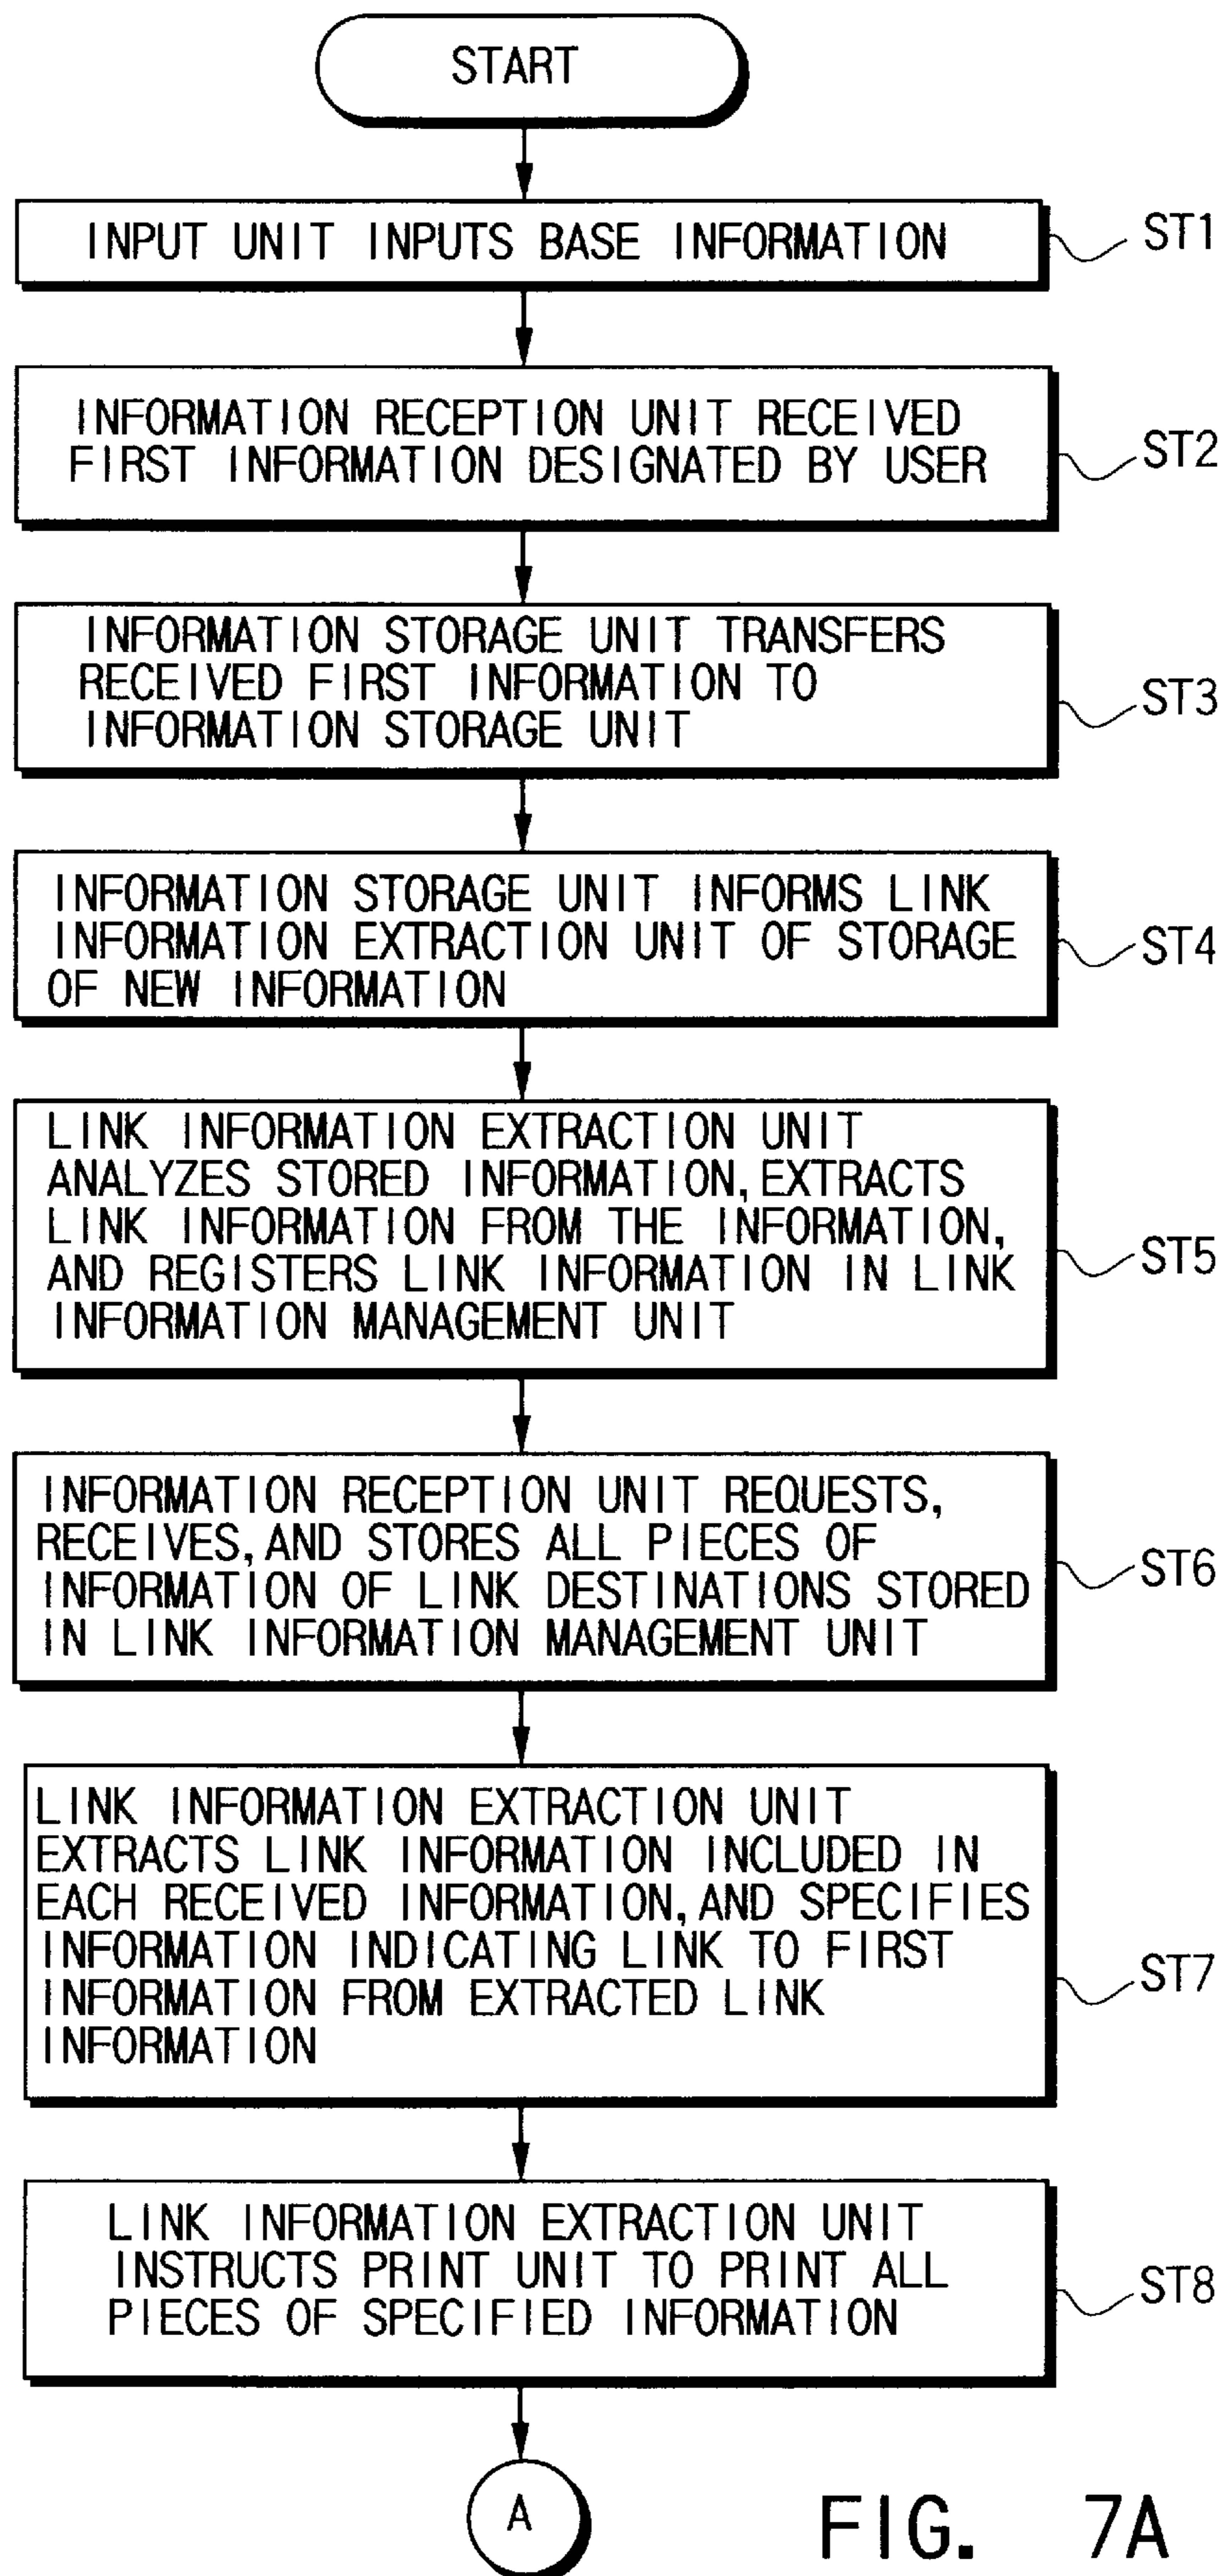 START
INPUT UNIT INPUTS BASE INFORMATION
ST1
INFORMATION RECEPTION UNIT RECEIVED
FIRST INFORMATION DESIGNATED BY USER
ST2
INFORMATION STORAGE UNIT TRANSFERS
RECEIVED FIRST INFORMATION TO
INFORMATION STORAGE UNIT
ST3
INFORMATION STORAGE UNIT INFORMS LINK
INFORMATION EXTRACTION UNIT OF STORAGE
OF NEW INFORMATION
ST4
LINK INFORMATION EXTRACTION UNIT
ANALYZES STORED INFORMATION, EXTRACTS
LINK INFORMATION FROM THE INFORMATION,
AND REGISTERS LINK INFORMATION IN LINK
INFORMATION MANAGEMENT UNIT
ST5
INFORMATION RECEPTION UNIT REQUESTS,
RECEIVES, AND STORES ALL PIECES OF
INFORMATION OF LINK DESTINATIONS STORED
IN LINK INFORMATION MANAGEMENT UNIT
ST6
LINK INFORMATION EXTRACTION UNIT
EXTRACTS LINK INFORMATION INCLUDED IN
EACH RECEIVED INFORMATION, AND SPECIFIES
INFORMATION INDICATING LINK TO FIRST
INFORMATION FROM EXTRACTED LINK
INFORMATION
ST7
LINK INFORMATION EXTRACTION UNIT
INSTRUCTS PRINT UNIT TO PRINT ALL
PIECES OF SPECIFIED INFORMATION
ST8
A
FIG. 7A